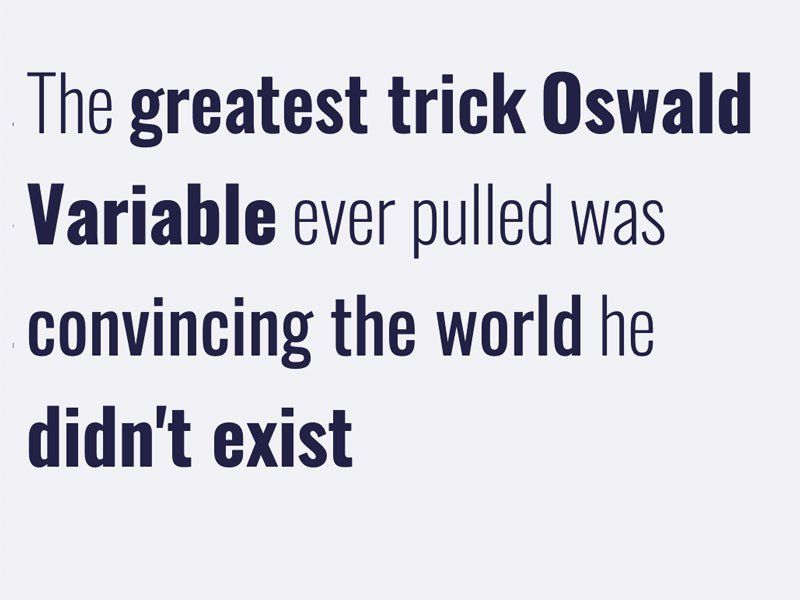 The greatest trick Oswald
Variable ever pulled was
convincing the world he
didn't exist